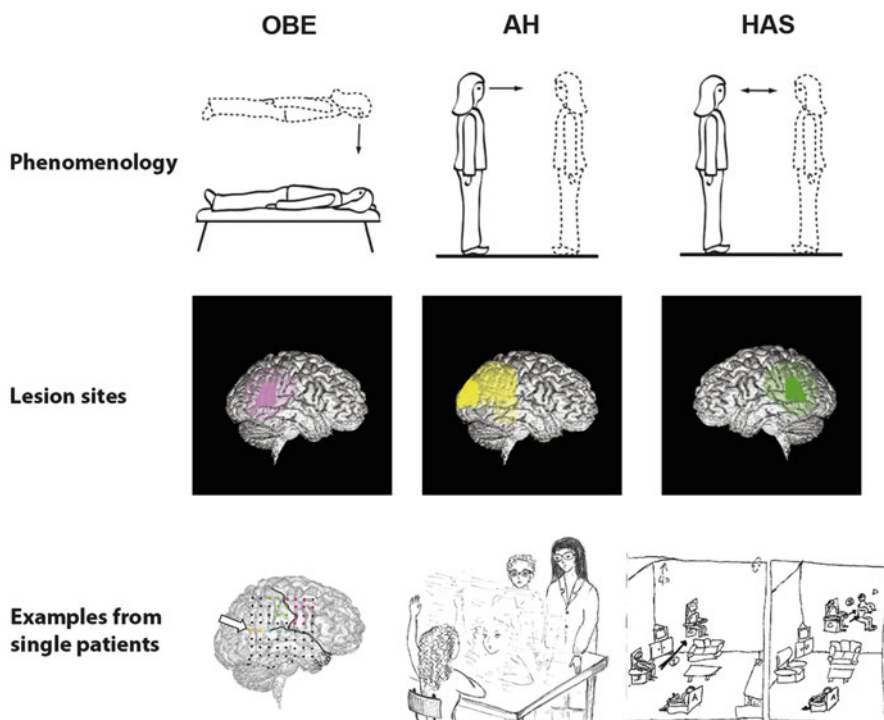 OBE AH HAS
Phenomenology
Lesion sites
Examples from
single patients
A
A